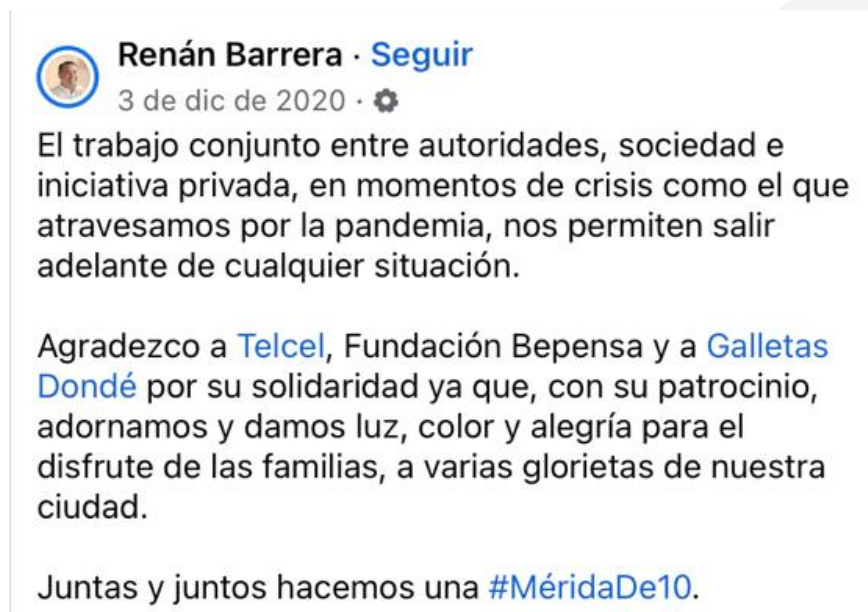 Renán Barrera · Seguir
3 de dic de 2020 ·
El trabajo conjunto entre autoridades, sociedad e
iniciativa privada, en momentos de crisis como el que
atravesamos por la pandemia, nos permiten salir
adelante de cualquier situación.
Agradezco a Telcel, Fundación Bepensa y a Galletas
Dondé por su solidaridad ya que, con su patrocinio,
adornamos y damos luz, color y alegría para el
disfrute de las familias, a varias glorietas de nuestra
ciudad.
Juntas y juntos hacemos una #MéridaDe10.